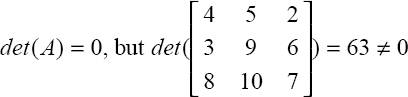 det(A) = 0, but det([4 5 2
3 9 6
8 10 7]) = 63 ≠ 0